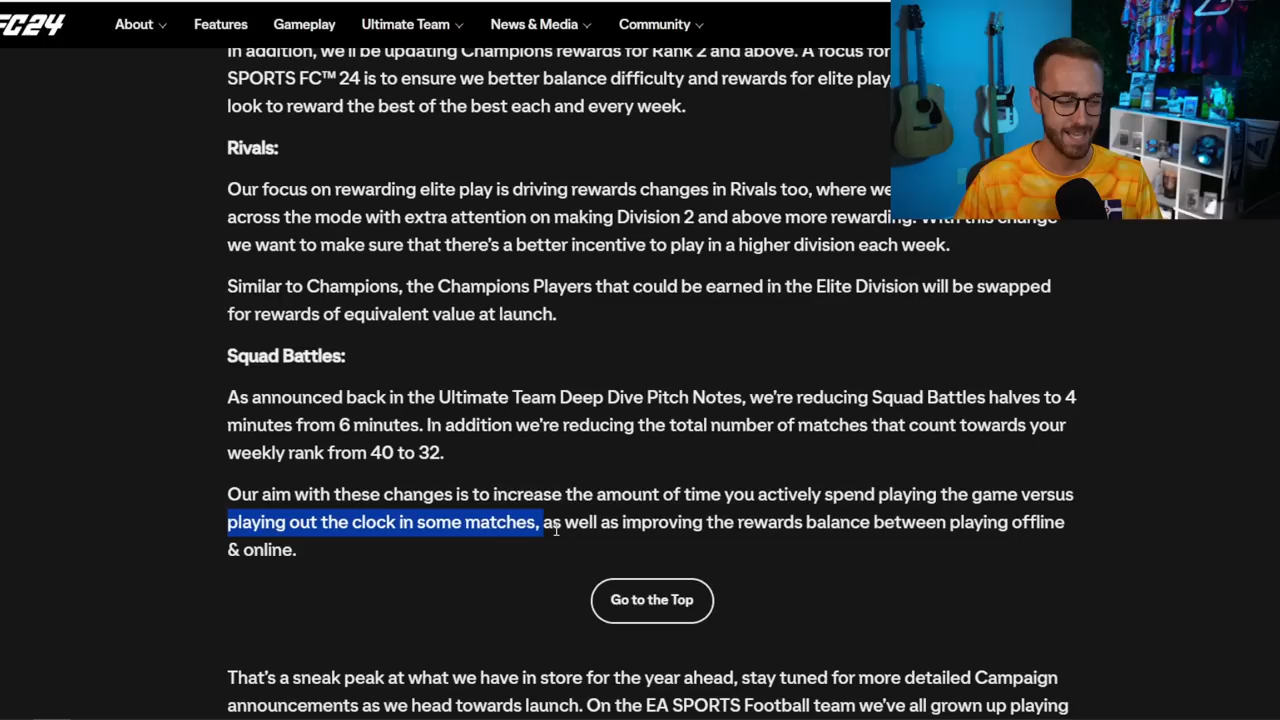 FC24 About Features Gameplay Ultimate Team News & Media Community
In addition, we'll be updating Champions rewards for Rank 2 and above. A focus for
SPORTS FC™ 24 is to ensure we better balance difficulty and rewards for elite play,
look to reward the best of the best each and every week.
Rivals:
Our focus on rewarding elite play is driving rewards changes in Rivals too, where we
across the mode with extra attention on making Division 2 and above more rewarding. With this change
we want to make sure that there's a better incentive to play in a higher division each week.
Similar to Champions, the Champions Players that could be earned in the Elite Division will be swapped
for rewards of equivalent value at launch.
Squad Battles:
As announced back in the Ultimate Team Deep Dive Pitch Notes, we're reducing Squad Battles halves to 4
minutes from 6 minutes. In addition we're reducing the total number of matches that count towards your
weekly rank from 40 to 32.
Our aim with these changes is to increase the amount of time you actively spend playing the game versus
playing out the clock in some matches, as well as improving the rewards balance between playing offline
& online.
Go to the Top
That's a sneak peak at what we have in store for the year ahead, stay tuned for more detailed Campaign
announcements as we head towards launch. On the EA SPORTS Football team we've all grown up playing